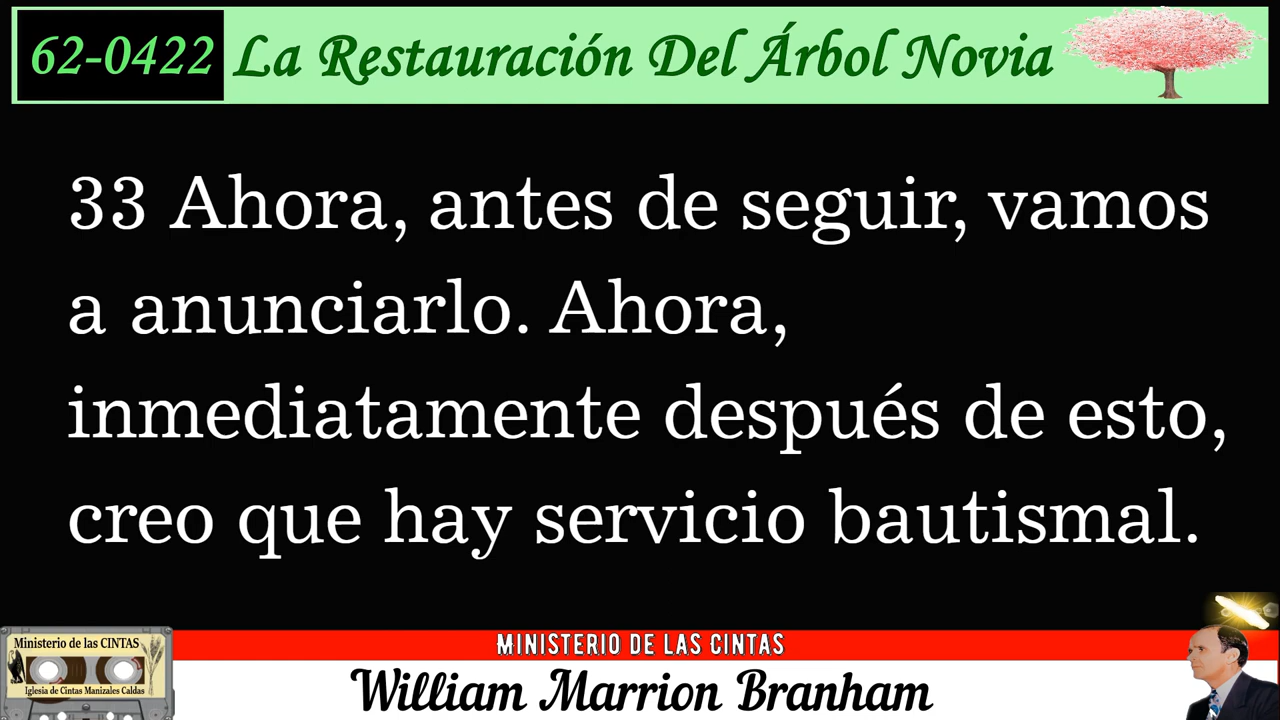 62-0422 La Restauración Del Árbol Novia
33 Ahora, antes de seguir, vamos
a anunciarlo. Ahora,
inmediatamente después de esto,
creo que hay servicio bautismal.
Ministerio de las CINTAS
Iglesia de Cintas Manizales Caldas
MINISTERIO DE LAS CINTAS
William Marrion Branham